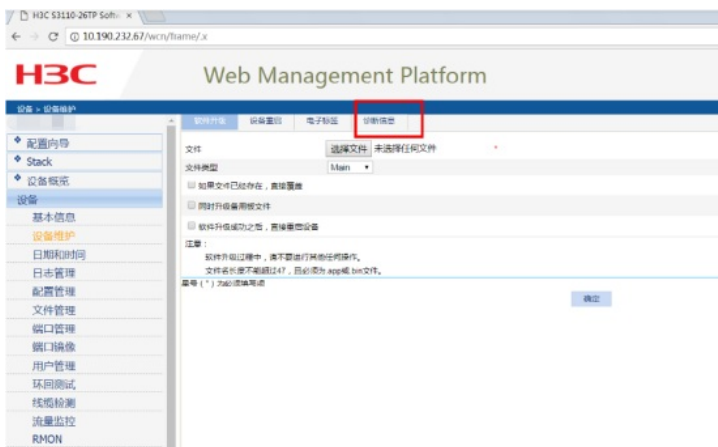 H3C S3110-26TP Softw ×
10.190.232.67/wcn/frame/.x
H3C
Web Management Platform
设备 > 设备维护
软件升级 设备重启 电子标签 诊断信息
配置向导
Stack
设备概览
设备
基本信息
设备维护
日期和时间
日志管理
配置管理
文件管理
端口管理
端口镜像
用户管理
环回测试
线缆检测
流量监控
RMON
文件 选择文件 未选择任何文件 *
文件类型 Main
如果文件已经存在，直接覆盖
同时升级备用板文件
软件升级成功之后，直接重启设备
注意：
软件升级过程中，请不要进行其他任何操作。
文件名长度不能超过47，且必须为.app或.bin文件。
星号 ( * ) 为必须填写项
确定